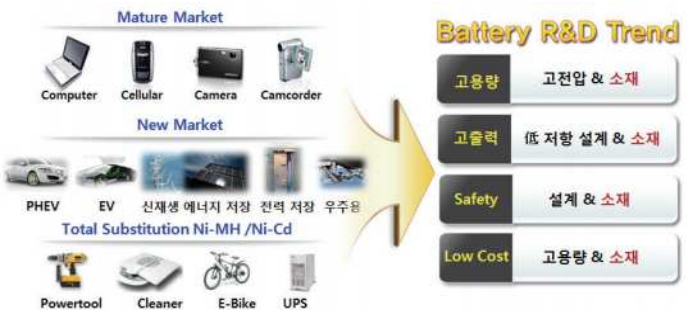 Mature Market
Computer Cellular Camera Camcorder
New Market
PHEV EV 신재생 에너지 저장 전력 저장 우주용
Total Substitution Ni-MH /Ni-Cd
Powertool Cleaner E-Bike UPS
Battery R&D Trend
고용량 고전압 & 소재
고출력 低 저항 설계 & 소재
Safety 설계 & 소재
Low Cost 고용량 & 소재